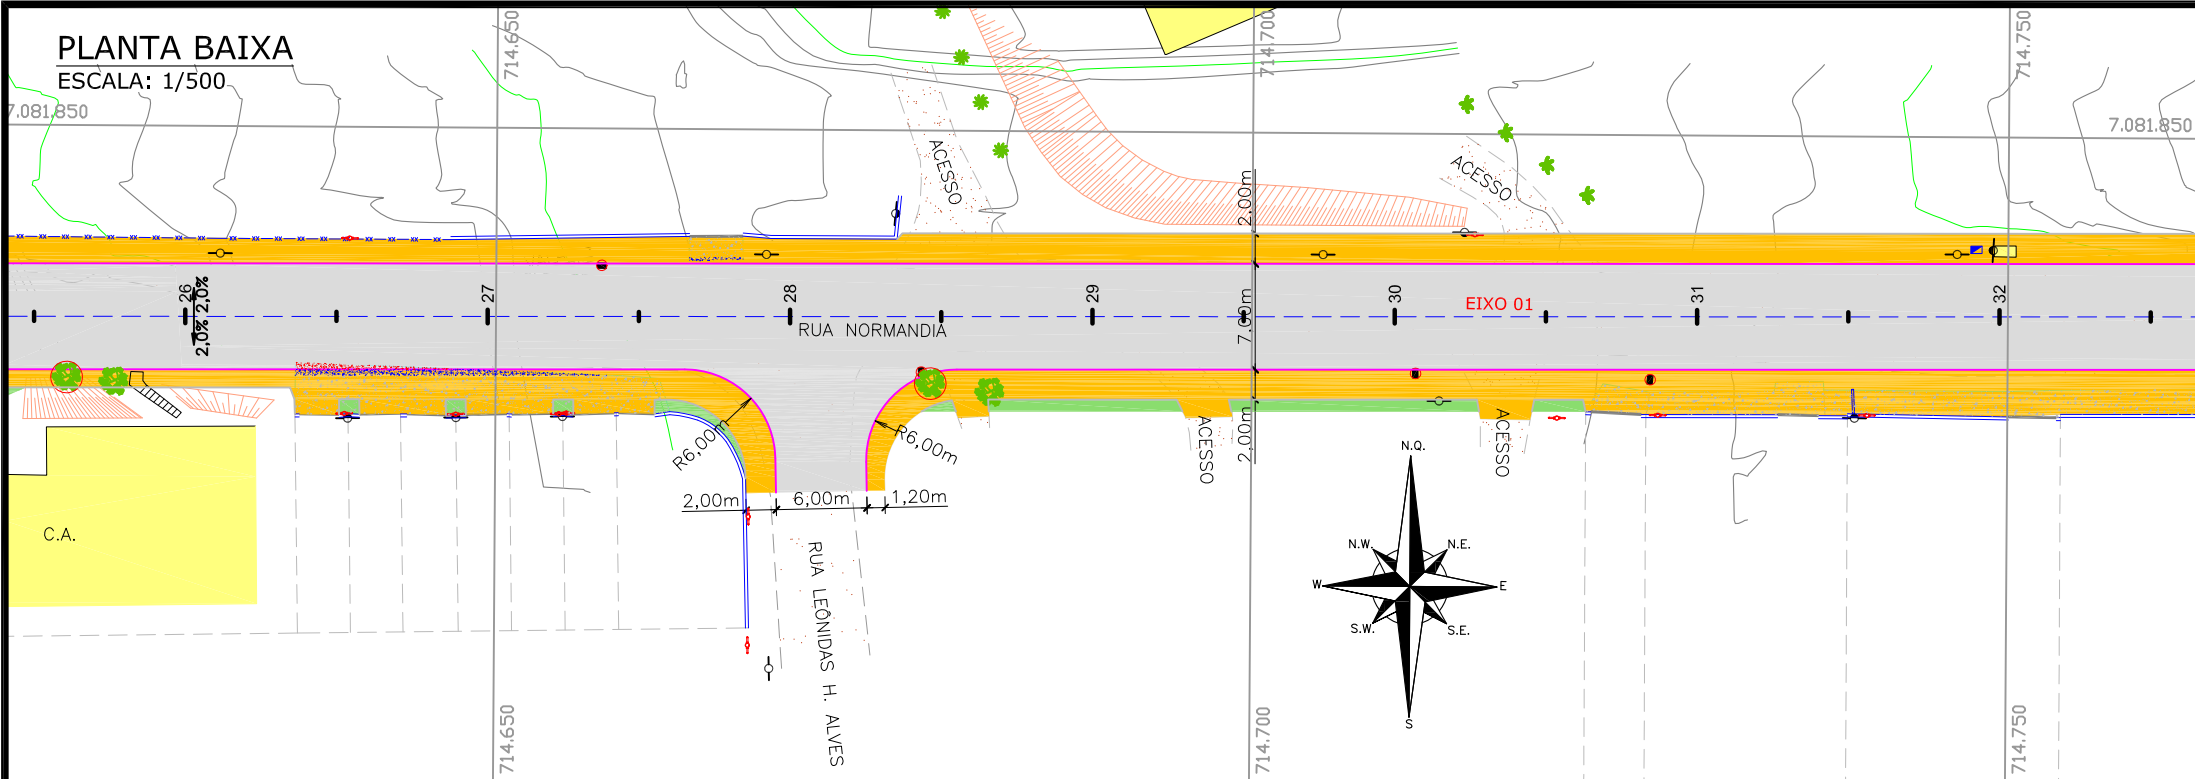 PLANTA BAIXA
ESCALA: 1/500
714.650
714.700
714.750
7.081.850
7.081.850
ACESSO
ACESSO
2.00m
26
2,0%
2,0%
27
28
29
30
31
32
EIXO 01
RUA NORMANDIA
7.00m
2.00m
R6,00m
R6,00m
ACESSO
ACESSO
2,00m
6,00m
1,20m
C.A.
RUA LEÔNIDAS H. ALVES
N.Q.
N.W.
N.E.
W
E
S.W.
S.E.
S
714.650
714.700
714.750